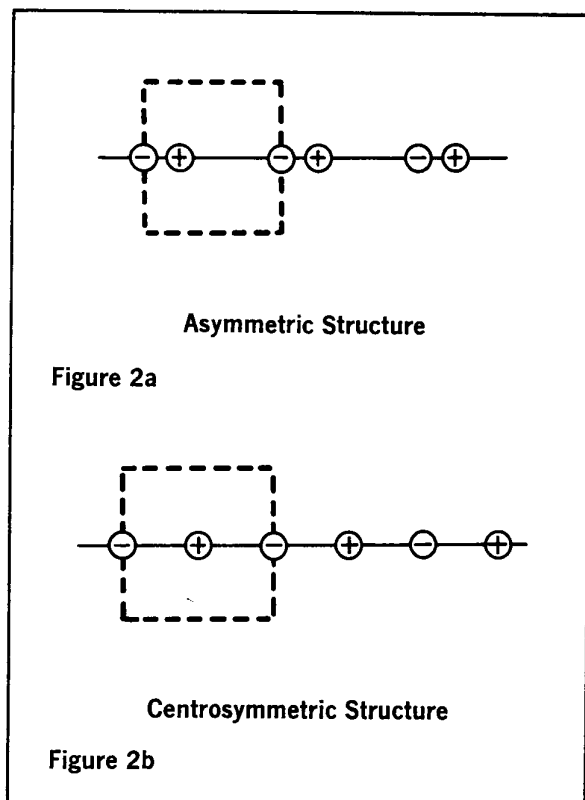 − + − + − +
Asymmetric Structure
Figure 2a
− + − + − +
Centrosymmetric Structure
Figure 2b